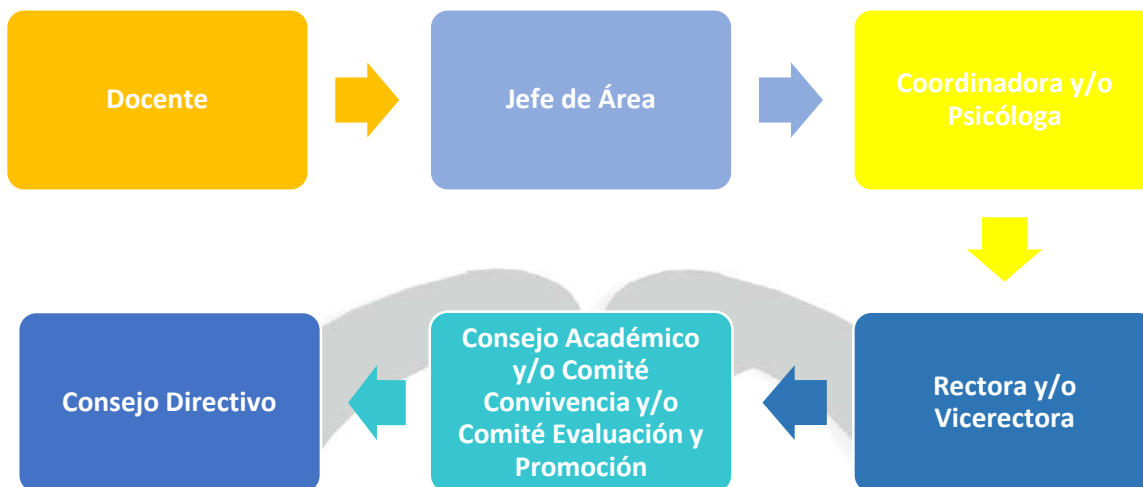 Docente
Jefe de Área
Coordinadora y/o
Psicóloga
Rectora y/o
Vicerectora
Consejo Académico
y/o Comité
Convivencia y/o
Comité Evaluación y
Promoción
Consejo Directivo